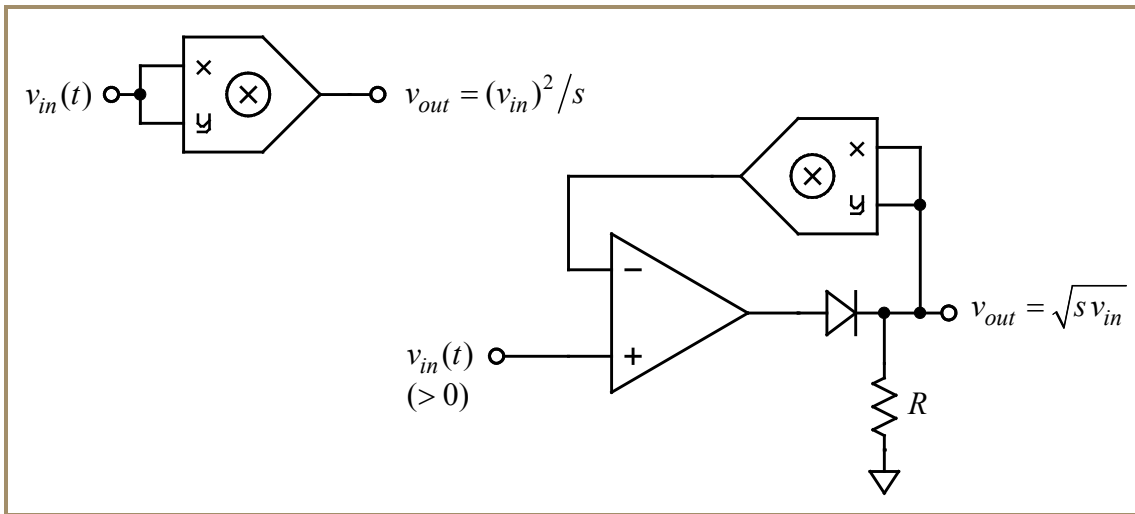 x
v_in(t) v_out = (v_in)^2/s
y
x
y
−
v_out = √(s v_in)
v_in(t) +
(> 0)
R